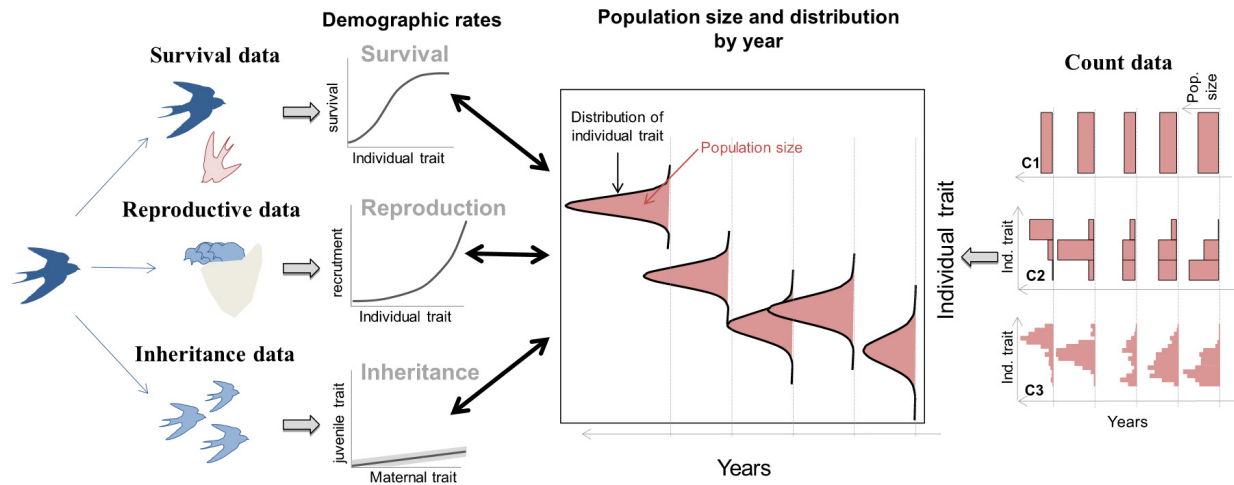 Demographic rates
Survival data
Survival
survival
Individual trait
Reproductive data
Reproduction
recrutment
Individual trait
Inheritance data
Inheritance
juvenile trait
Maternal trait
Population size and distribution
by year
Distribution of
individual trait
Population size
Individual trait
Years
Count data
Pop.
size
C1
Ind. trait
C2
Ind. trait
C3
Years